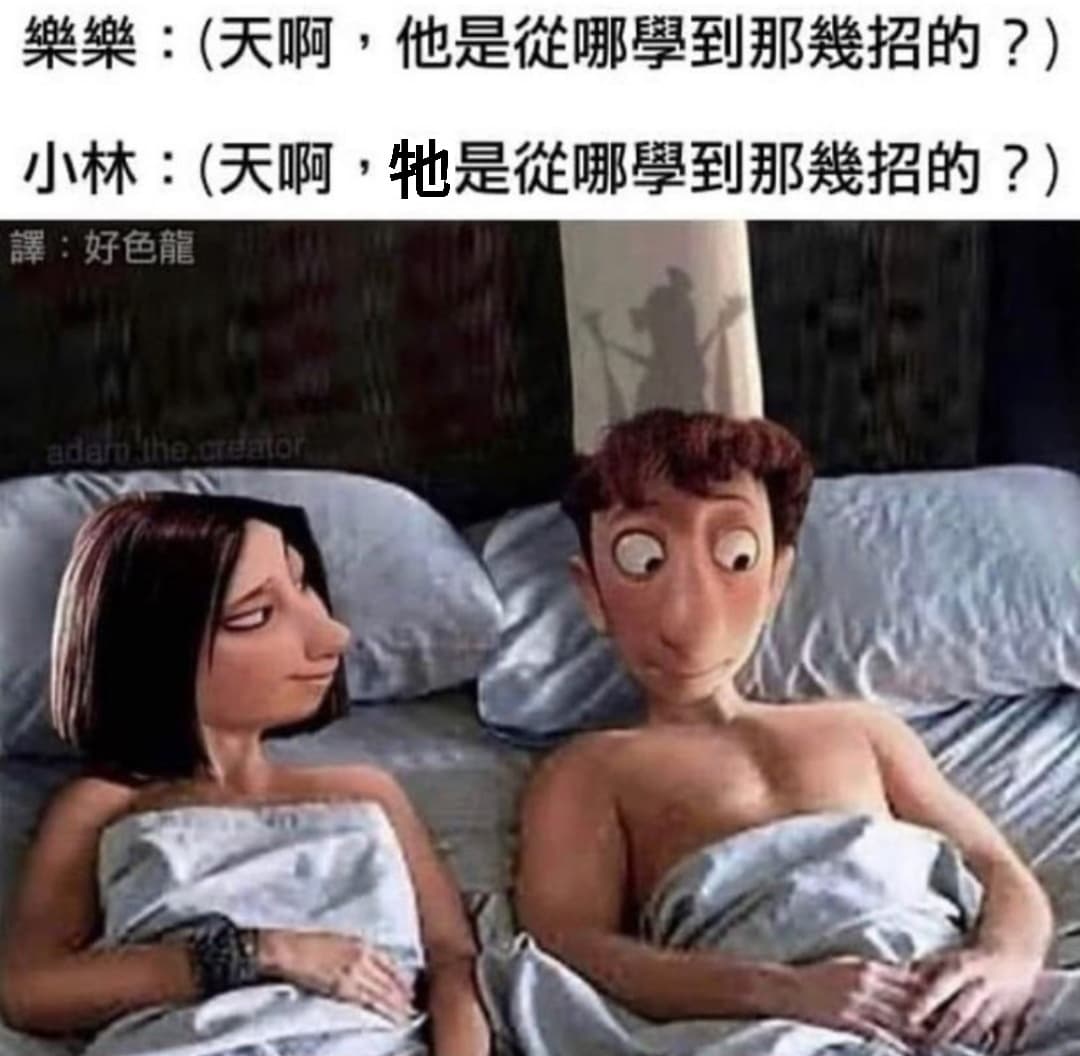 樂樂：(天啊，他是從哪學到那幾招的？)
小林：(天啊，牠是從哪學到那幾招的？)
譯：好色龍
adam.the.creator